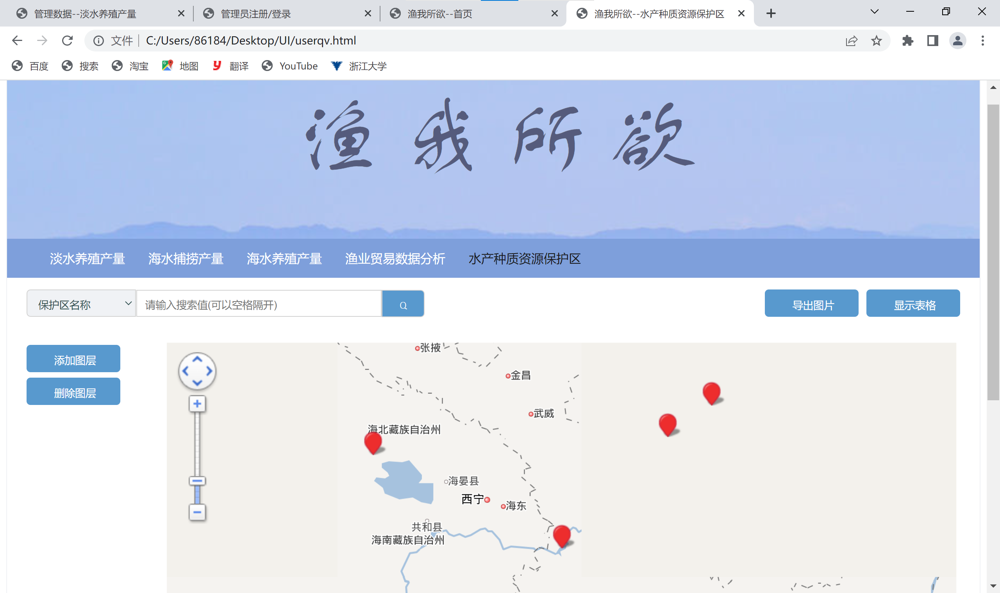 管理数据--淡水养殖产量
管理员注册/登录
渔我所欲--首页
渔我所欲--水产种质资源保护区
文件 C:/Users/86184/Desktop/UI/userqv.html
百度 搜索 淘宝 地图 翻译 YouTube 浙江大学
渔我所欲
淡水养殖产量 海水捕捞产量 海水养殖产量 渔业贸易数据分析 水产种质资源保护区
保护区名称 请输入搜索值(可以空格隔开) Q 导出图片 显示表格
添加图层
删除图层
张掖
金昌
武威
海北藏族自治州
海晏县
西宁
海东
共和县
海南藏族自治州